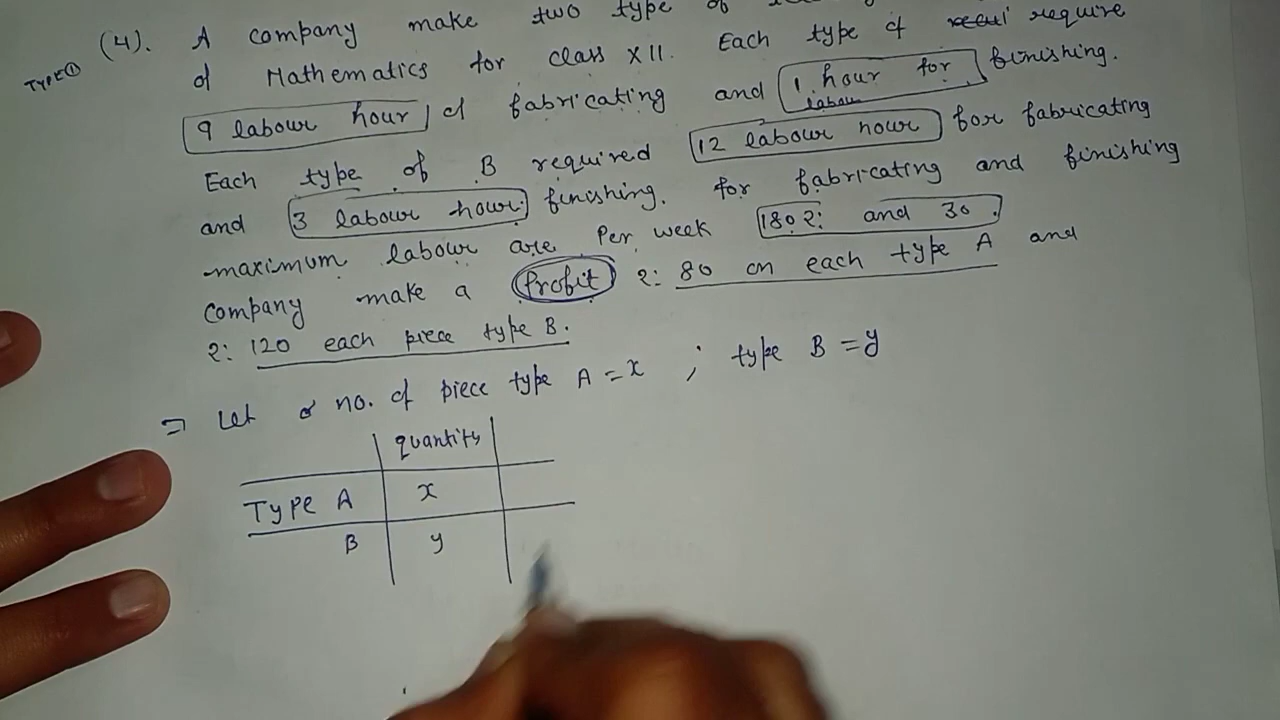 (4). A company make two type of
TYPE ① of Mathematics for class XII. Each type of require
9 labour hour of fabricating and 1 hour for finishing.
labour
Each type of B required 12 labour hour for fabricating
and 3 labour hour finishing. for fabricating and finishing
maximum labour are Per week 180 and 30.
company make a Profit 80 on each type A and
120 each piece type B.
⇒ Let no. of piece type A = x ; type B = y
quantity
Type A x
B y